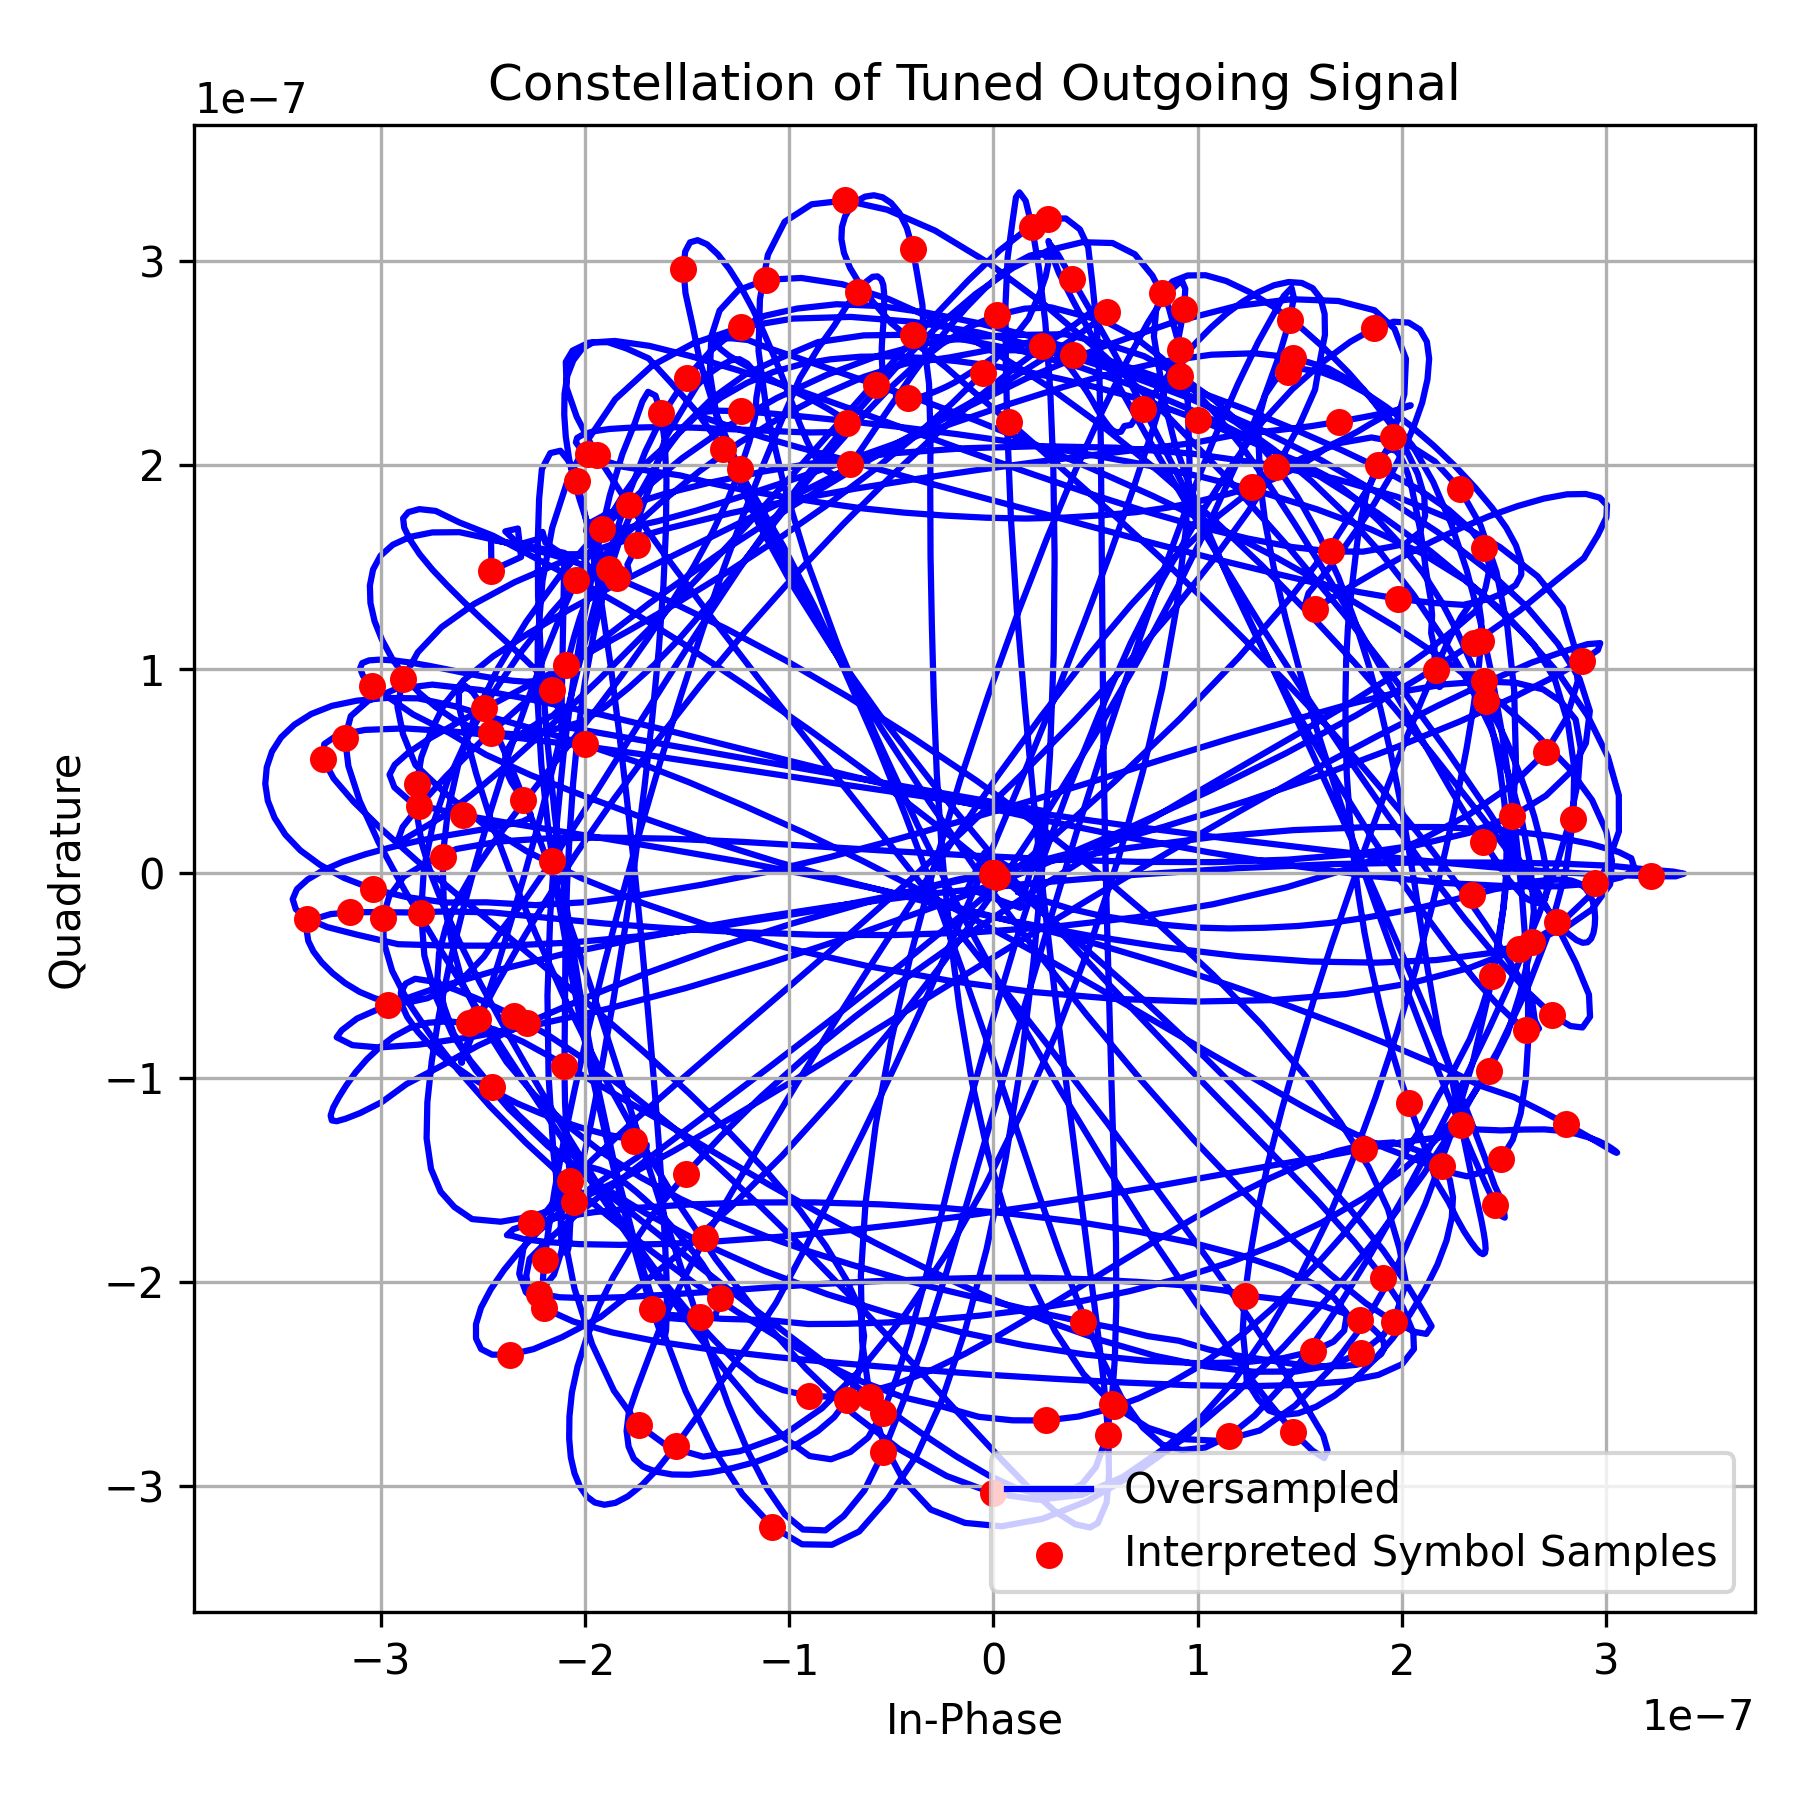 Constellation of Tuned Outgoing Signal
1e−7
3
2
1
0
−1
−2
−3
Quadrature
Oversampled
Interpreted Symbol Samples
−3 −2 −1 0 1 2 3
In-Phase
1e−7